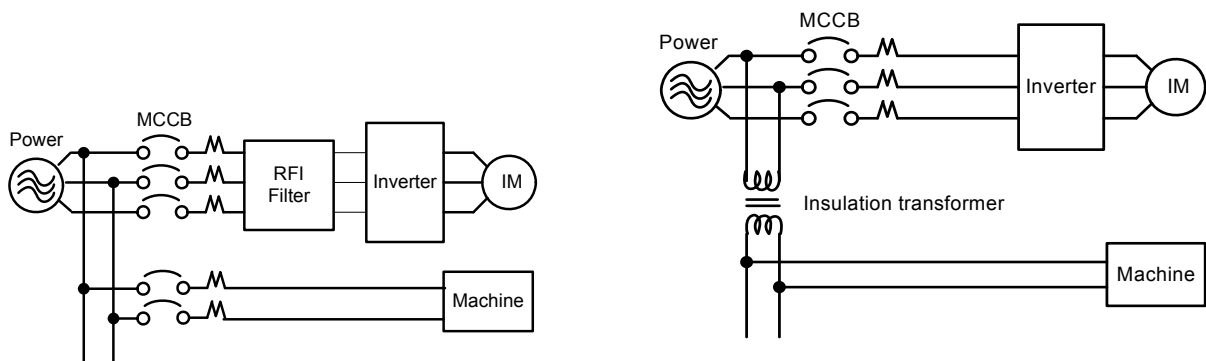 Power
MCCB
RFI
Filter
Inverter
IM
Machine
MCCB
Power
Inverter
IM
Insulation transformer
Machine